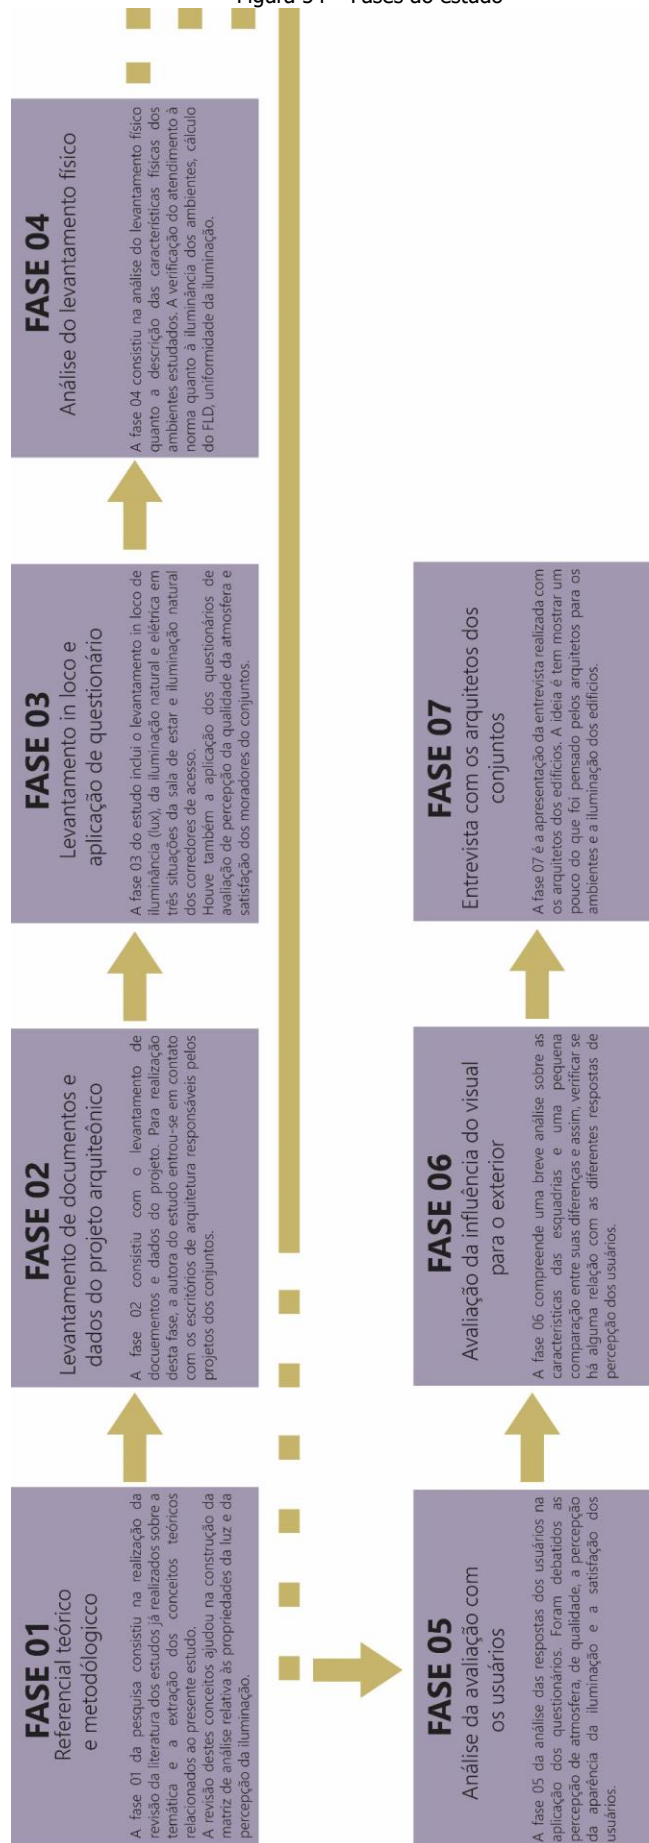 Figura 34 – Fases do estudo
FASE 01
Referencial teórico
e metodólogicco
A fase 01 da pesquisa consistiu na realização da
revisão da literatura dos estudos já realizados sobre a
temática e a extração dos conceitos teóricos
relacionados ao presente estudo.
A revisão destes conceitos ajudou na construção da
matriz de análise relativa às propriedades da luz e da
percepção da iluminação.
FASE 02
Levantamento de documentos e
dados do projeto arquiteônico
A fase 02 consistiu com o levantamento de
docuementos e dados do projeto. Para realização
desta fase, a autora do estudo entrou-se em contato
com os escritórios de arquitetura responsáveis pelos
projetos dos conjuntos.
FASE 03
Levantamento in loco e
aplicação de questionário
A fase 03 do estudo inclui o levantamento in loco de
iluminância (lux), da iluminação natural e elétrica em
três situações da sala de estar e iluminação natural
dos corredores de acesso.
Houve também a aplicação dos questionários de
avaliação de percepção da qualidade da atmosfera e
satisfação dos moradores do conjuntos.
FASE 04
Análise do levantamento físico
A fase 04 consistiu na análise do levantamento físico
quanto a descrição das características físicas dos
ambientes estudados. A verificação do atendimento à
norma quanto à iluminância dos ambientes, cálculo
do FLD, uniformidade da iluminação.
FASE 05
Análise da avaliação com
os usuários
A fase 05 da análise das respostas dos usuários na
aplicação dos questionários. Foram debatidos as
percepção de atmosfera, de qualidade, a percepção
da aparência da iluminação e a satisfação dos
usuários.
FASE 06
Avaliação da influência do visual
para o exterior
A fase 06 compreende uma breve análise sobre as
características das esquadrias e uma pequena
comparação entre suas diferenças e assim, verificar se
há alguma relação com as diferentes respostas de
percepção dos usuários.
FASE 07
Entrevista com os arquitetos dos
conjuntos
A fase 07 é a apresentação da entrevista realizada com
os arquitetos dos edifícios. A ideia é tem mostrar um
pouco do que foi pensado pelos arquitetos para os
ambientes e a iluminação dos edifícios.